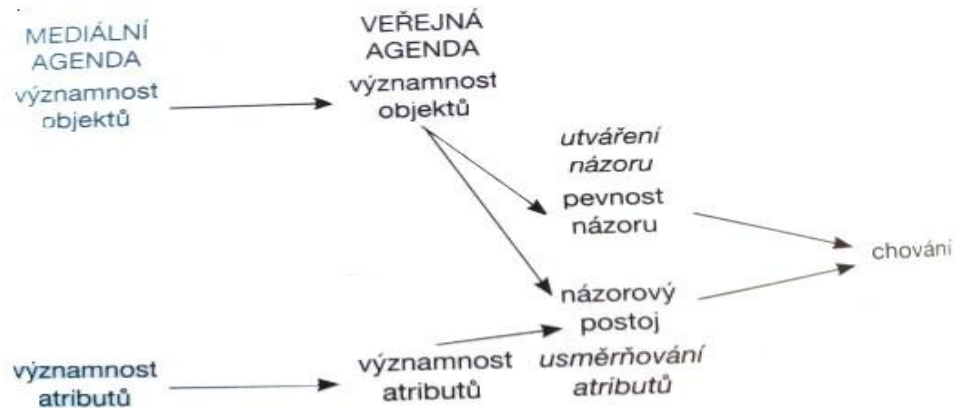 MEDIÁLNÍ
AGENDA
významnost
objektů
VEŘEJNÁ
AGENDA
významnost
objektů
utváření
názoru
pevnost
názoru
chování
názorový
postoj
usměrňování
atributů
významnost
atributů
významnost
atributů